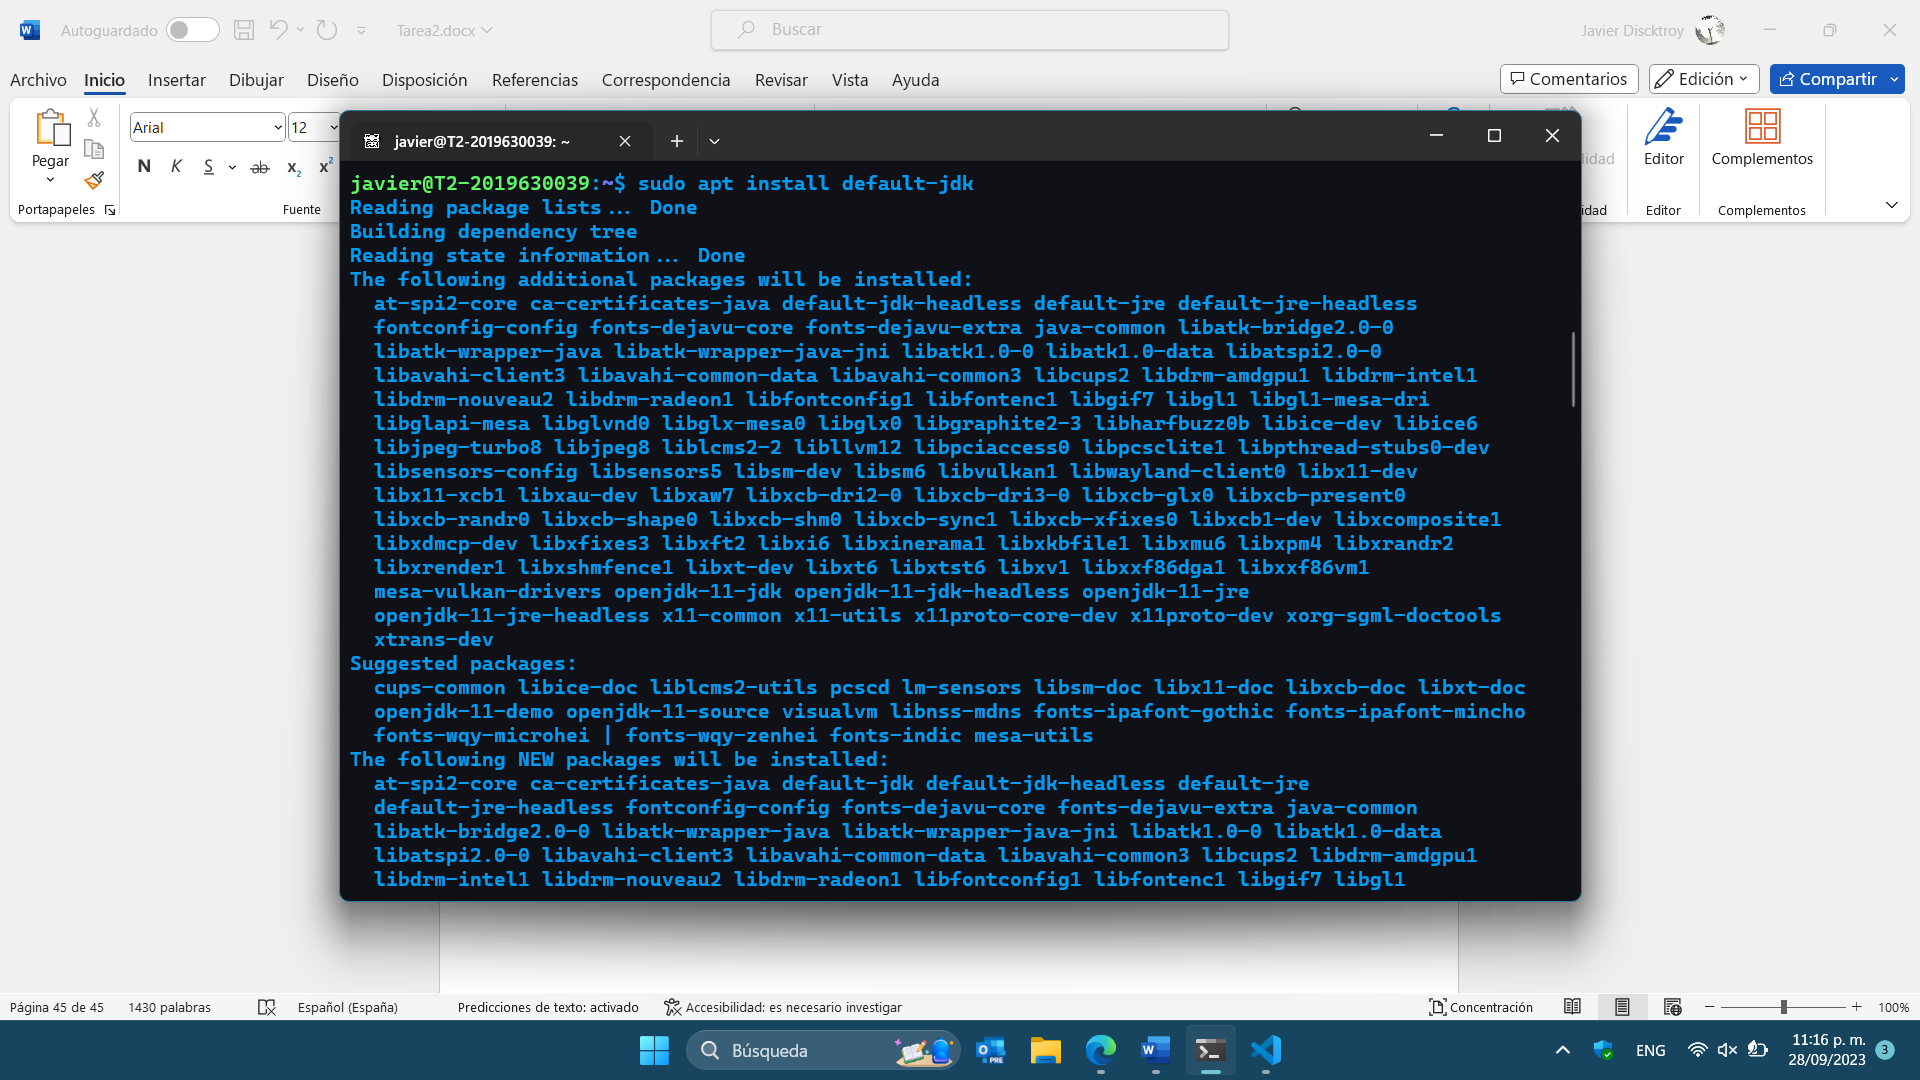 Autoguardado
Tarea2.docx
Buscar
Javier Discktroy
Archivo Inicio Insertar Dibujar Diseño Disposición Referencias Correspondencia Revisar Vista Ayuda
Comentarios Edición Compartir
Pegar
Arial 12
N K S ab x2 x2
Portapapeles
Fuente
Editor
Complementos
idad
Editor
Complementos
javier@T2-2019630039: ~
javier@T2-2019630039:~$ sudo apt install default-jdk
Reading package lists... Done
Building dependency tree
Reading state information... Done
The following additional packages will be installed:
at-spi2-core ca-certificates-java default-jdk-headless default-jre default-jre-headless
fontconfig-config fonts-dejavu-core fonts-dejavu-extra java-common libatk-bridge2.0-0
libatk-wrapper-java libatk-wrapper-java-jni libatk1.0-0 libatk1.0-data libatspi2.0-0
libavahi-client3 libavahi-common-data libavahi-common3 libcups2 libdrm-amdgpu1 libdrm-intel1
libdrm-nouveau2 libdrm-radeon1 libfontconfig1 libfontenc1 libgif7 libgl1 libgl1-mesa-dri
libglapi-mesa libglvnd0 libglx-mesa0 libglx0 libgraphite2-3 libharfbuzz0b libice-dev libice6
libjpeg-turbo8 libjpeg8 liblcms2-2 libllvm12 libpciaccess0 libpcsclite1 libpthread-stubs0-dev
libsensors-config libsensors5 libsm-dev libsm6 libvulkan1 libwayland-client0 libx11-dev
libx11-xcb1 libxau-dev libxaw7 libxcb-dri2-0 libxcb-dri3-0 libxcb-glx0 libxcb-present0
libxcb-randr0 libxcb-shape0 libxcb-shm0 libxcb-sync1 libxcb-xfixes0 libxcb1-dev libxcomposite1
libxdmcp-dev libxfixes3 libxft2 libxi6 libxinerama1 libxkbfile1 libxmu6 libxpm4 libxrandr2
libxrender1 libxshmfence1 libxt-dev libxt6 libxtst6 libxv1 libxxf86dga1 libxxf86vm1
mesa-vulkan-drivers openjdk-11-jdk openjdk-11-jdk-headless openjdk-11-jre
openjdk-11-jre-headless x11-common x11-utils x11proto-core-dev x11proto-dev xorg-sgml-doctools
xtrans-dev
Suggested packages:
cups-common libice-doc liblcms2-utils pcscd lm-sensors libsm-doc libx11-doc libxcb-doc libxt-doc
openjdk-11-demo openjdk-11-source visualvm libnss-mdns fonts-ipafont-gothic fonts-ipafont-mincho
fonts-wqy-microhei | fonts-wqy-zenhei fonts-indic mesa-utils
The following NEW packages will be installed:
at-spi2-core ca-certificates-java default-jdk default-jdk-headless default-jre
default-jre-headless fontconfig-config fonts-dejavu-core fonts-dejavu-extra java-common
libatk-bridge2.0-0 libatk-wrapper-java libatk-wrapper-java-jni libatk1.0-0 libatk1.0-data
libatspi2.0-0 libavahi-client3 libavahi-common-data libavahi-common3 libcups2 libdrm-amdgpu1
libdrm-intel1 libdrm-nouveau2 libdrm-radeon1 libfontconfig1 libfontenc1 libgif7 libgl1
Página 45 de 45 1430 palabras Español (España) Predicciones de texto: activado Accesibilidad: es necesario investigar Concentración 100%
Búsqueda
ENG
11:16 p. m.
28/09/2023
3